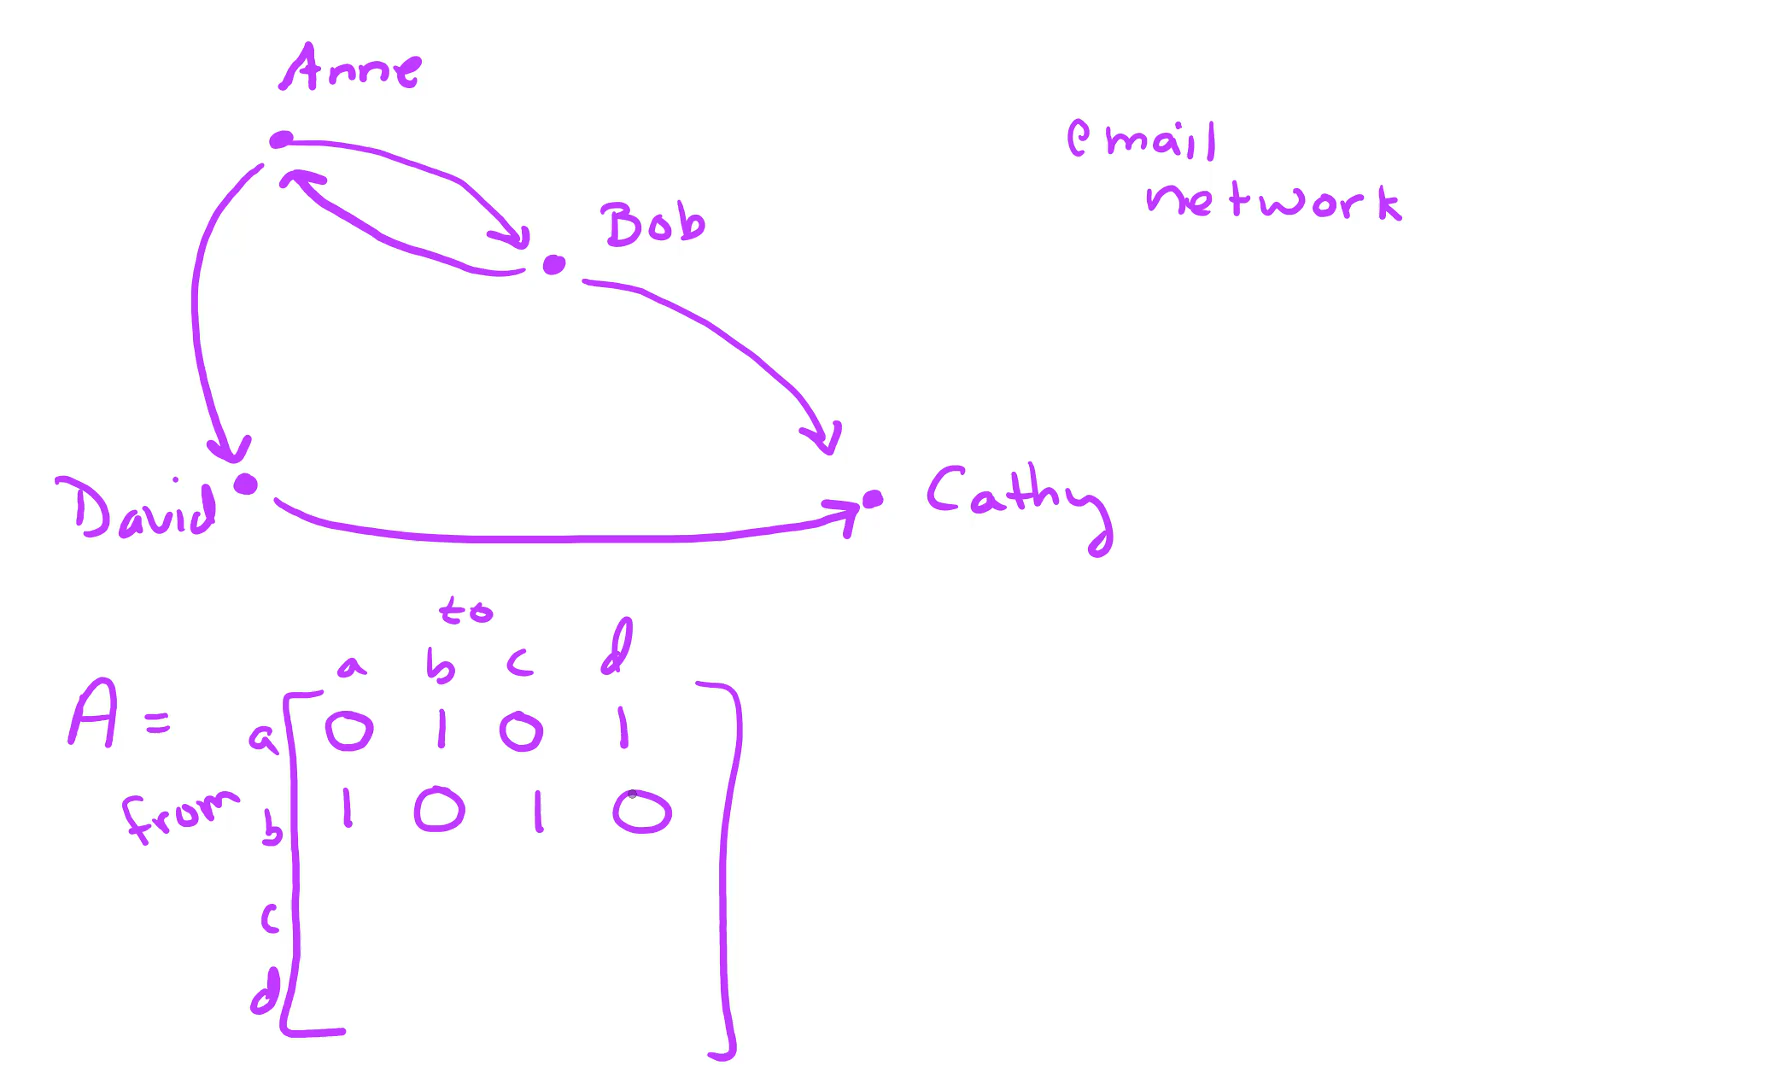 Anne
email
network
Bob
David
Cathy
to
a b c d
A = a 0 1 0 1
from b 1 0 1 0
c
d